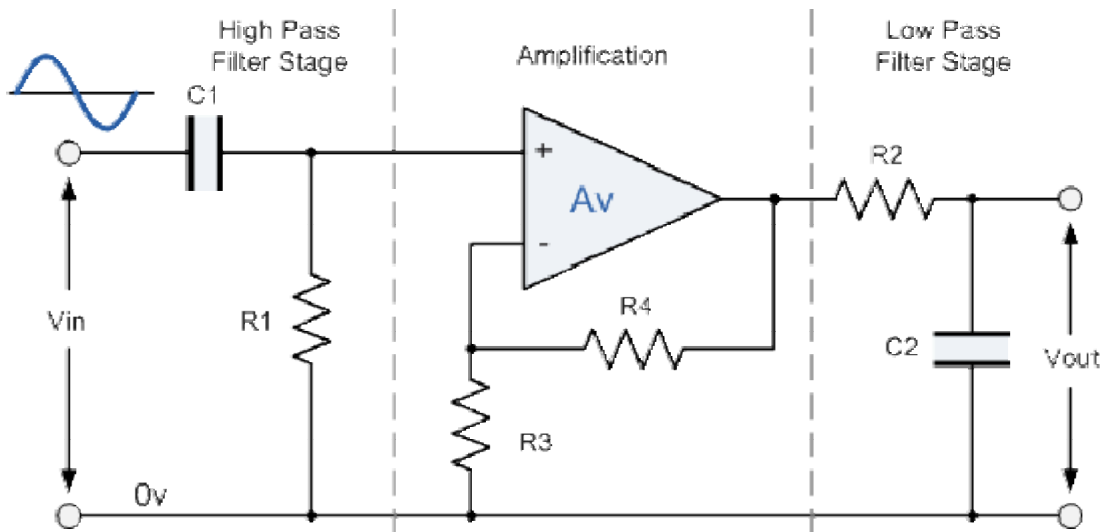 High Pass
Filter Stage
Amplification
Low Pass
Filter Stage
C1
+
Av
-
R2
Vin
R1
R4
C2
Vout
R3
0v